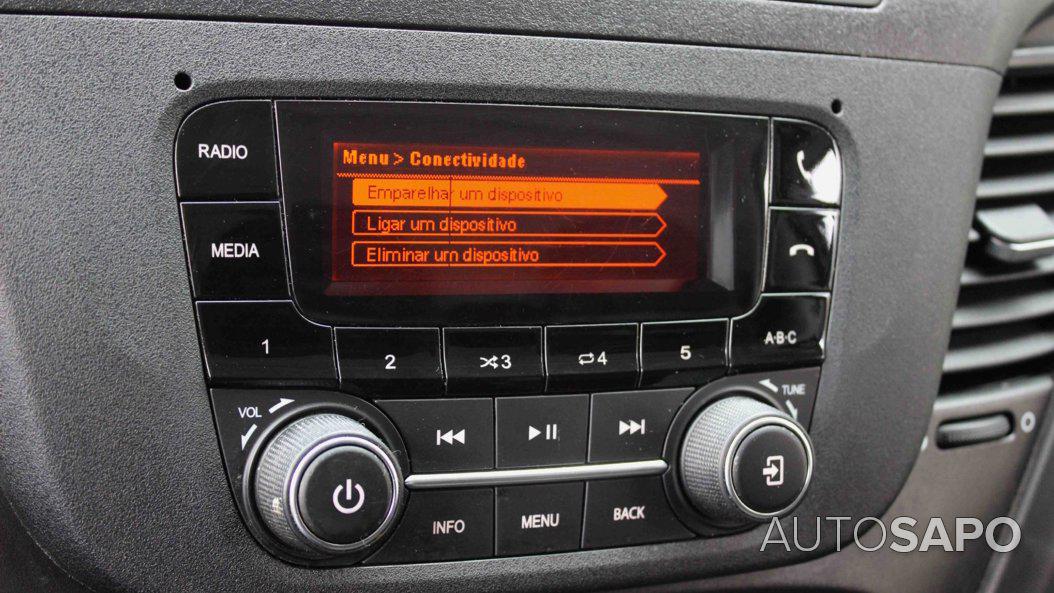 RADIO
Menu > Conectividade
Emparelhar um dispositivo
MEDIA
Ligar um dispositivo
Eliminar um dispositivo
1
2
3
4
5
A-B-C
VOL
TUNE
INFO
MENU
BACK
AUTOSAPO